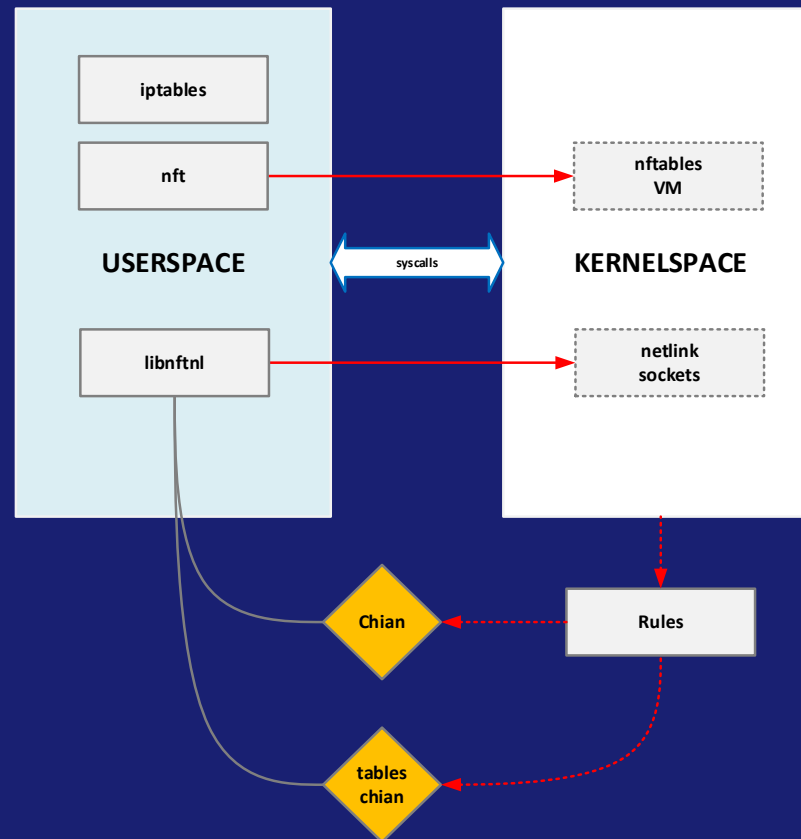 iptables
nft
nftables
VM
USERSPACE
syscalls
KERNELSPACE
libnftnl
netlink
sockets
Chian
Rules
tables
chian